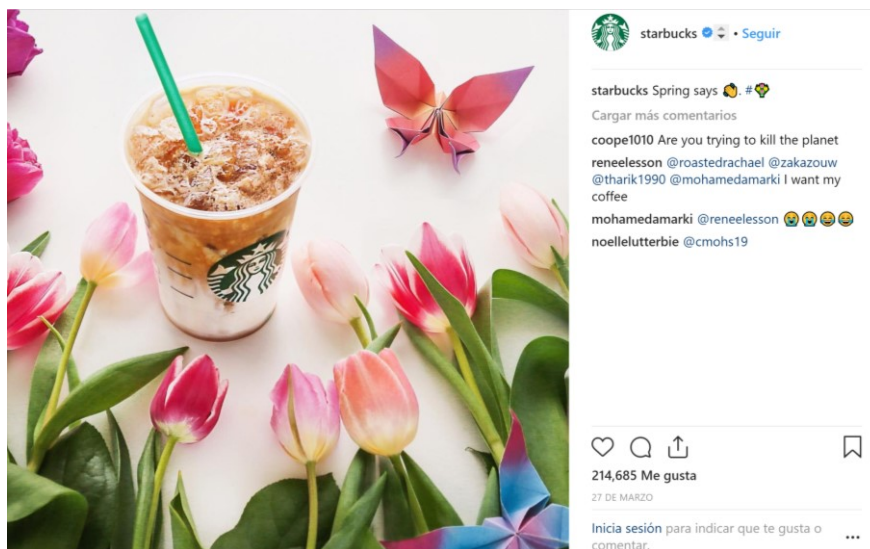 starbucks • Seguir
starbucks Spring says 👏. #💐
Cargar más comentarios
coope1010 Are you trying to kill the planet
reneelesson @roastedrachael @zakazouw
@tharik1990 @mohamedamarki I want my
coffee
mohamedamarki @reneelesson 😭😭😂😂
noellelutterbie @cmohs19
214,685 Me gusta
27 DE MARZO
Inicia sesión para indicar que te gusta o
comentar.